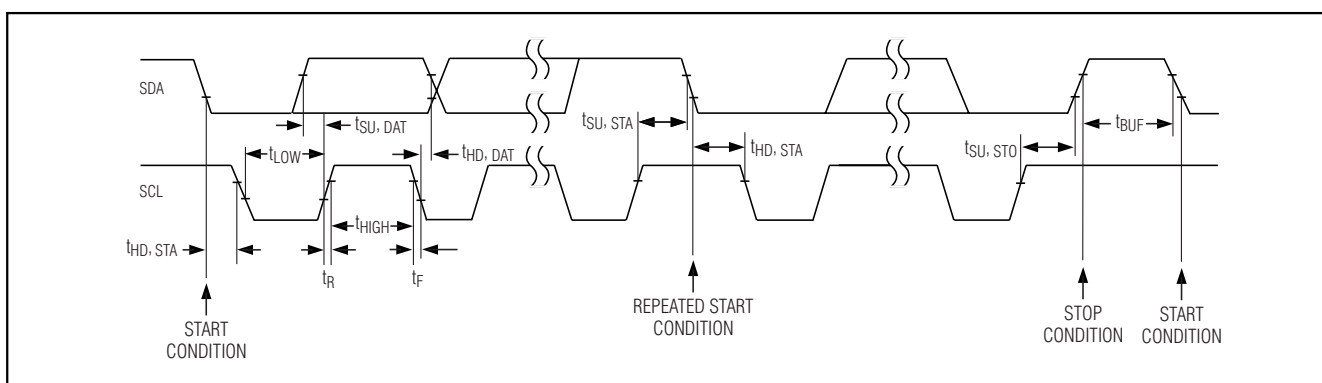 SDA
tSU, DAT
tSU, STA
tBUF
tLOW
tHD, DAT
tHD, STA
tSU, STO
SCL
tHIGH
tHD, STA
tR
tF
START
CONDITION
REPEATED START
CONDITION
STOP
CONDITION
START
CONDITION